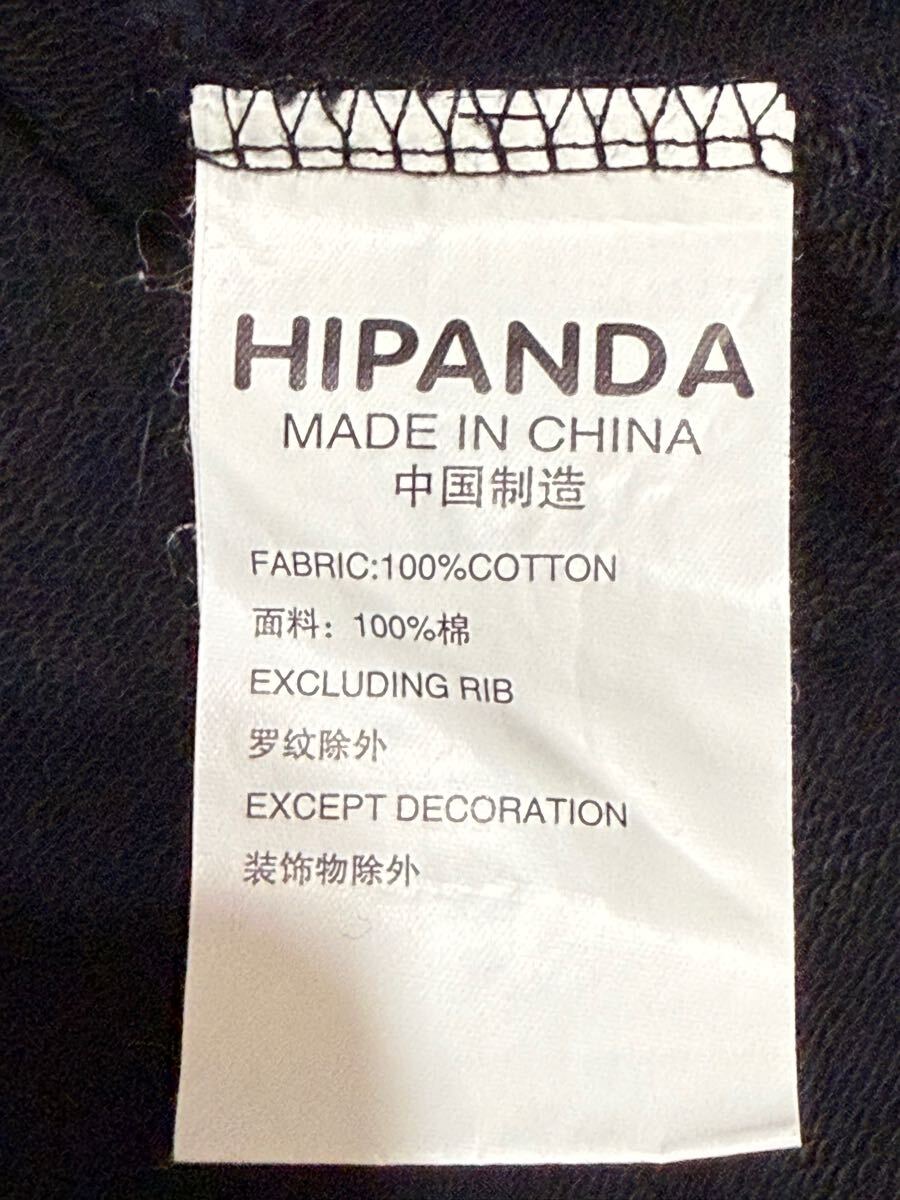 HIPANDA
MADE IN CHINA
中国制造
FABRIC:100%COTTON
面料：100%棉
EXCLUDING RIB
罗纹除外
EXCEPT DECORATION
装饰物除外